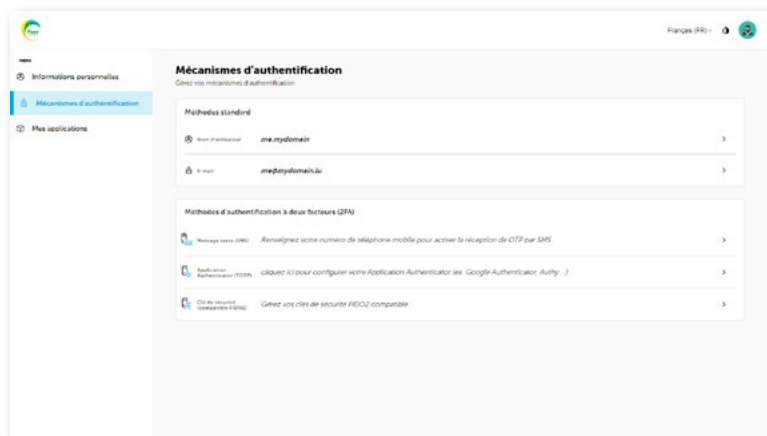 Post
Français (FR)
MENU
Informations personnelles
Mécanismes d'authentification
Mes applications
Mécanismes d'authentification
Gérez vos mécanismes d'authentification
Méthodes standard
Nom d'utilisateur me.mydomain
E-mail me@mydomain.lu
Méthodes d'authentification à deux facteurs (2FA)
Message texte (SMS) Renseignez votre numéro de téléphone mobile pour activer la réception de OTP par SMS
Application
Authenticator (TOTP) cliquez ici pour configurer votre Application Authenticator (ex. Google Authenticator, Authy...)
Clé de sécurité
(compatible FIDO2) Gérez vos clés de sécurité FIDO2 compatible